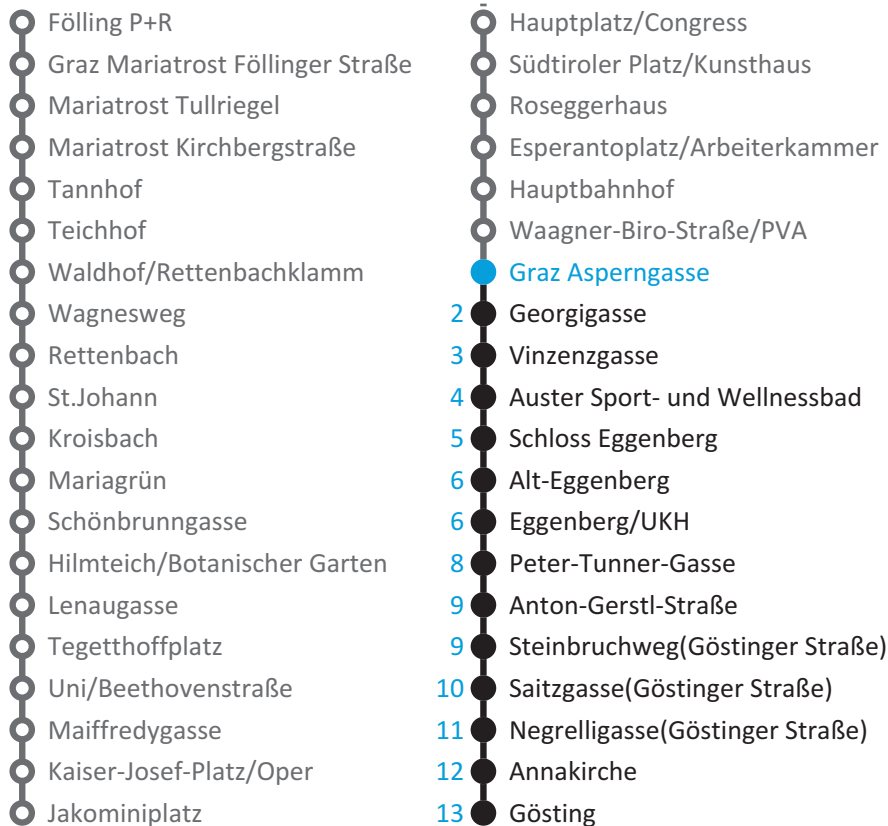 Fölling P+R
Graz Mariatrost Föllinger Straße
Mariatrost Tullriegel
Mariatrost Kirchbergstraße
Tannhof
Teichhof
Waldhof/Rettenbachklamm
Wagnesweg
Rettenbach
St.Johann
Kroisbach
Mariagrün
Schönbrunngasse
Hilmteich/Botanischer Garten
Lenaugasse
Tegetthoffplatz
Uni/Beethovenstraße
Maiffredygasse
Kaiser-Josef-Platz/Oper
Jakominiplatz
Hauptplatz/Congress
Südtiroler Platz/Kunsthaus
Roseggerhaus
Esperantoplatz/Arbeiterkammer
Hauptbahnhof
Waagner-Biro-Straße/PVA
Graz Asperngasse
2 Georgigasse
3 Vinzenzgasse
4 Auster Sport- und Wellnessbad
5 Schloss Eggenberg
6 Alt-Eggenberg
6 Eggenberg/UKH
8 Peter-Tunner-Gasse
9 Anton-Gerstl-Straße
9 Steinbruchweg(Göstinger Straße)
10 Saitzgasse(Göstinger Straße)
11 Negrelligasse(Göstinger Straße)
12 Annakirche
13 Gösting